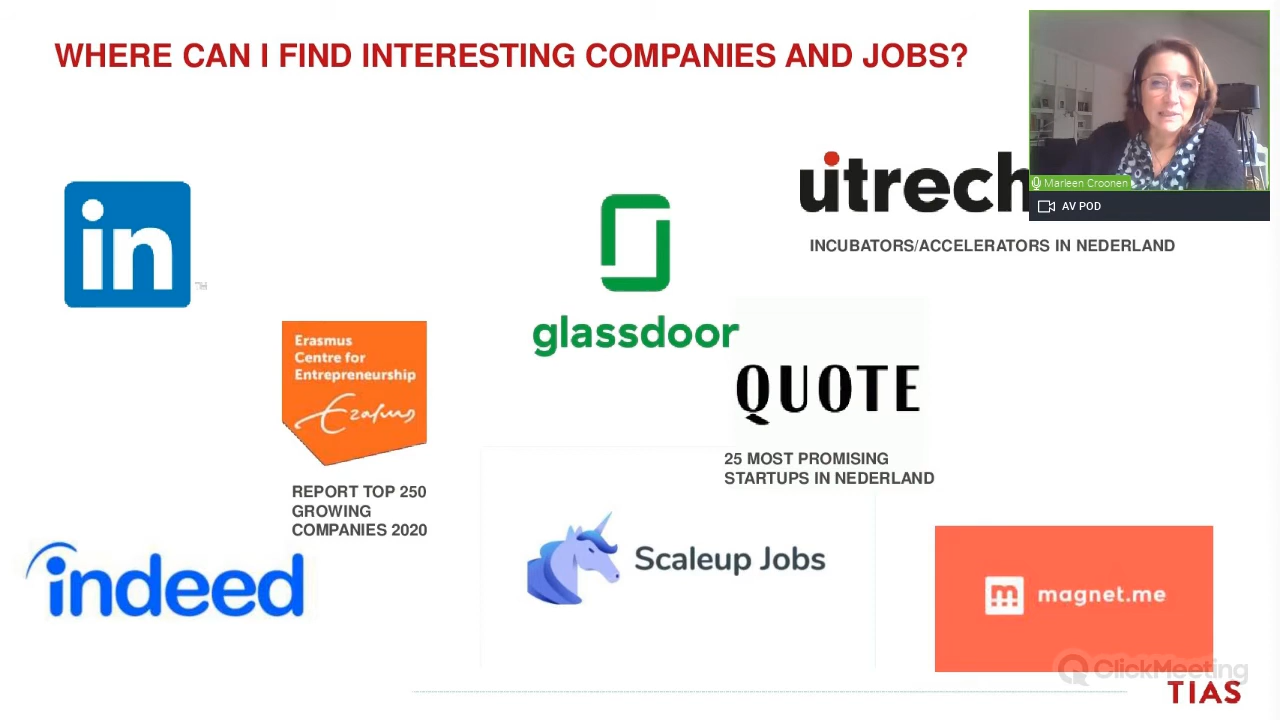 WHERE CAN I FIND INTERESTING COMPANIES AND JOBS?
Marleen Croonen
AV POD
utrech
INCUBATORS/ACCELERATORS IN NEDERLAND
in
glassdoor
Erasmus
Centre for
Entrepreneurship
Erasmus
REPORT TOP 250
GROWING
COMPANIES 2020
QUOTE
25 MOST PROMISING
STARTUPS IN NEDERLAND
indeed
Scaleup Jobs
m magnet.me
ClickMeeting
TIAS